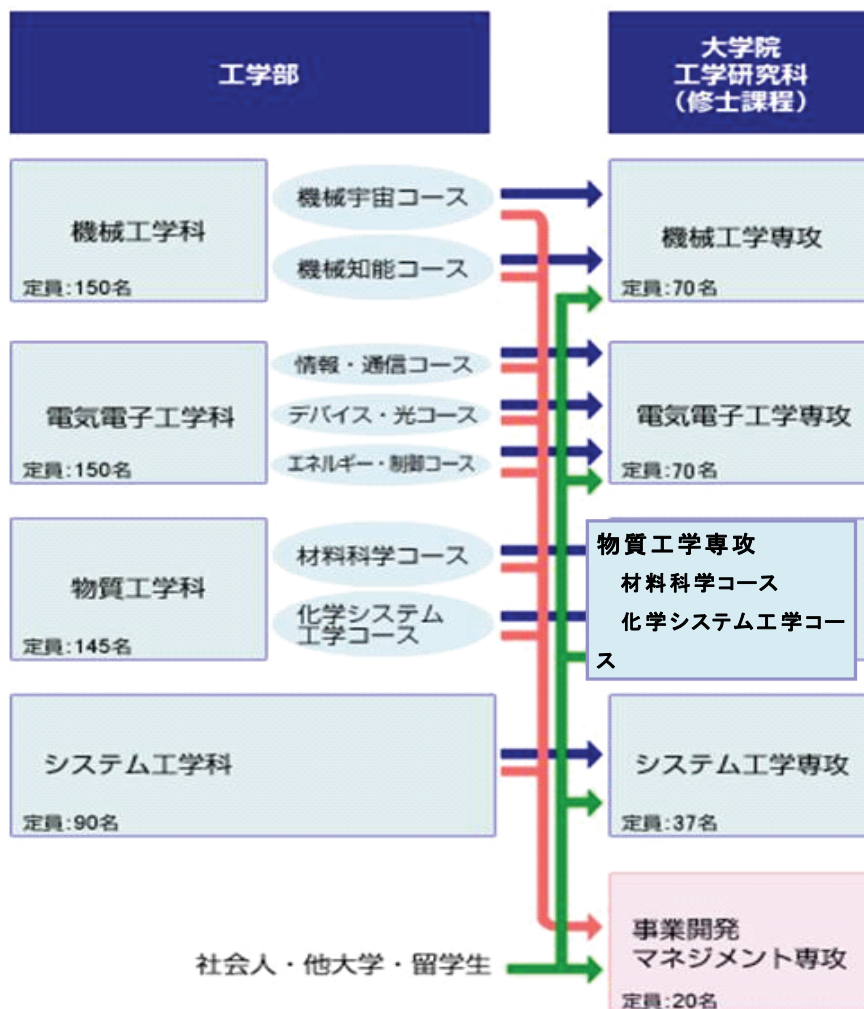 工学部
大学院
工学研究科
(修士課程)
機械工学科
定員:150名
機械宇宙コース
機械知能コース
機械工学専攻
定員:70名
電気電子工学科
定員:150名
情報・通信コース
デバイス・光コース
エネルギー・制御コース
電気電子工学専攻
定員:70名
物質工学科
定員:145名
材料科学コース
化学システム
工学コース
物質工学専攻
材料科学コース
化学システム工学コー
ス
システム工学科
定員:90名
システム工学専攻
定員:37名
社会人・他大学・留学生
事業開発
マネジメント専攻
定員:20名